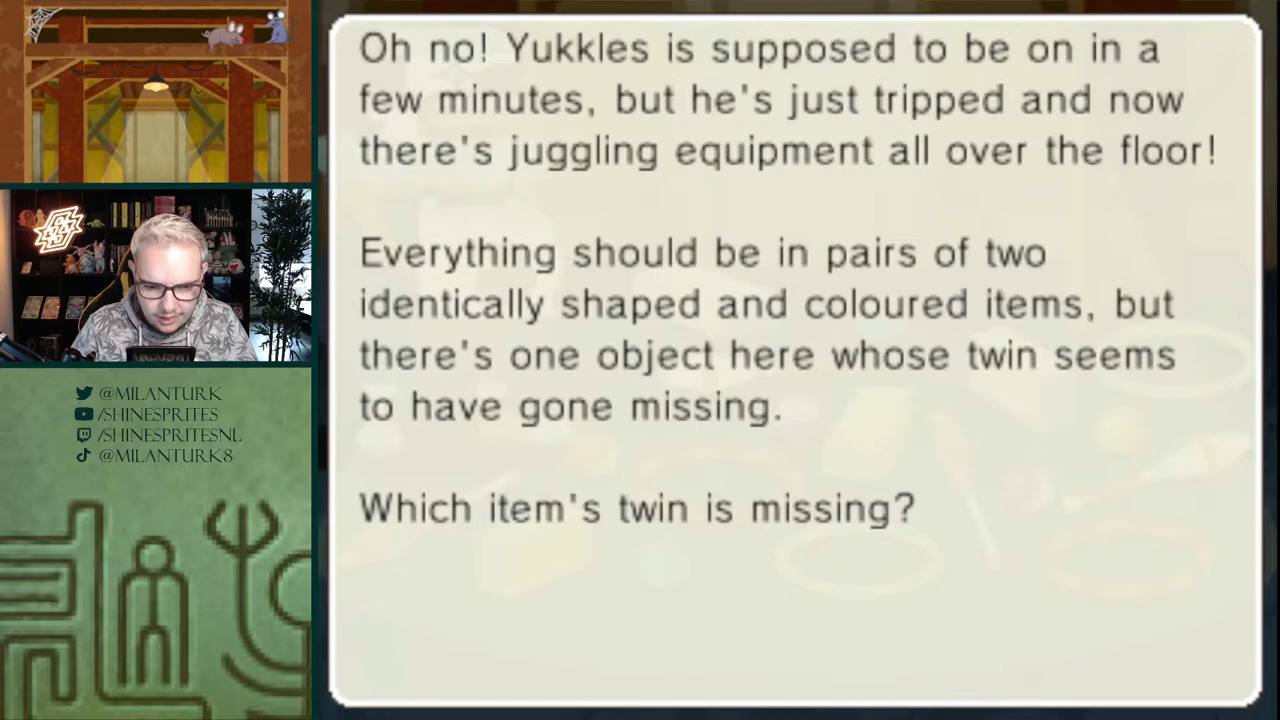 Oh no! Yukkles is supposed to be on in a
few minutes, but he's just tripped and now
there's juggling equipment all over the floor!
Everything should be in pairs of two
identically shaped and coloured items, but
there's one object here whose twin seems
to have gone missing.
Which item's twin is missing?
@MILANTURK
/SHINESPRITES
/SHINESPRITESNL
@MILANTURK8